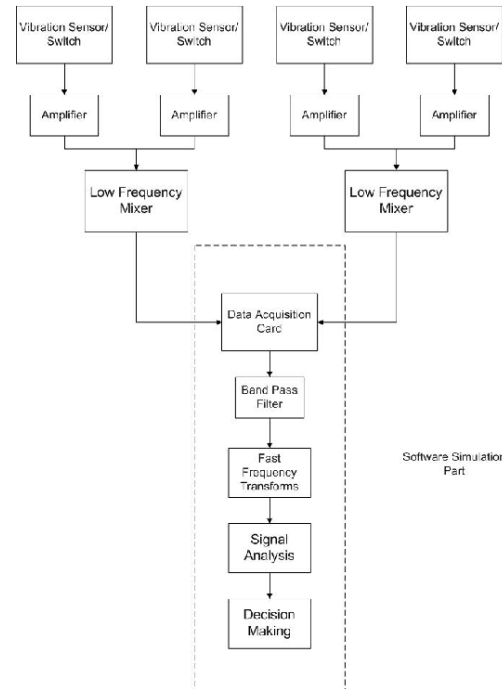 Vibration Sensor/
Switch
Vibration Sensor/
Switch
Vibration Sensor/
Switch
Vibration Sensor/
Switch
Amplifier
Amplifier
Amplifier
Amplifier
Low Frequency
Mixer
Low Frequency
Mixer
Data Acquisition
Card
Band Pass
Filter
Fast
Frequency
Transforms
Software Simulation
Part
Signal
Analysis
Decision
Making